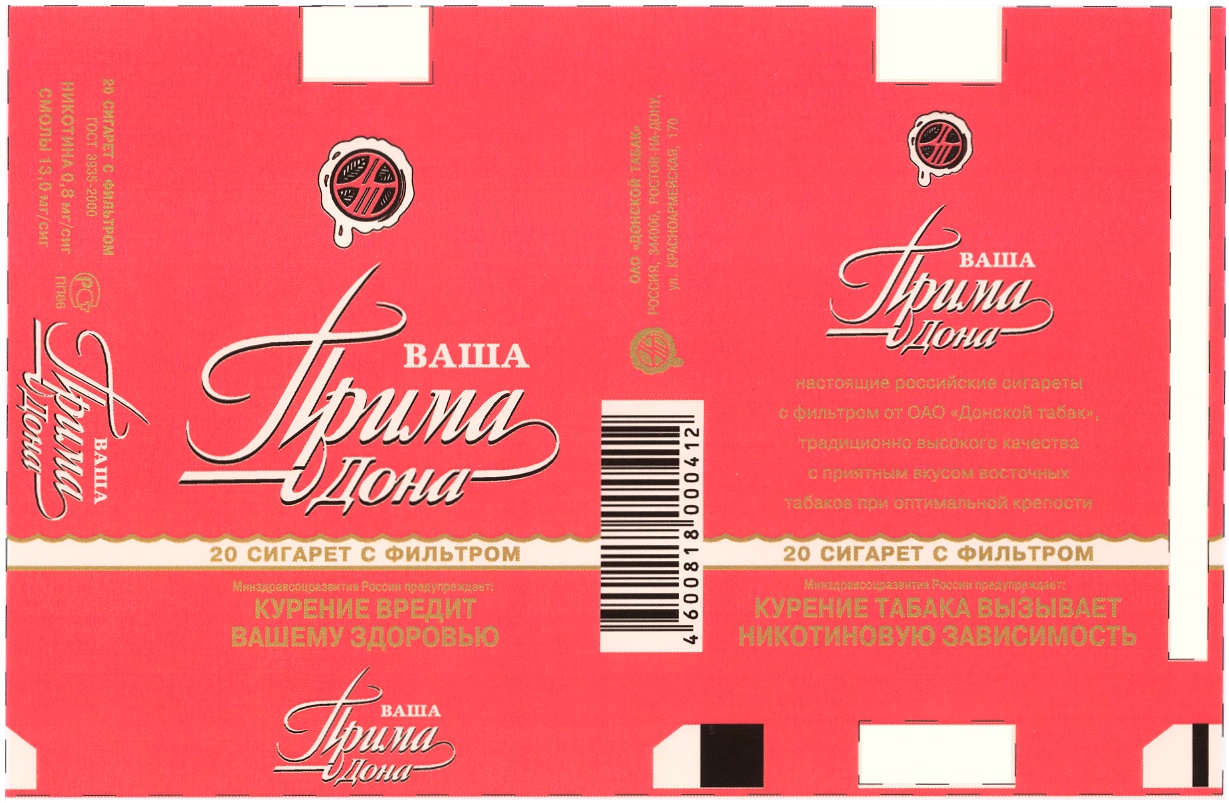 20 СИГАРЕТ С ФИЛЬТРОМ
ГОСТ 3935-2000
НИКОТИНА 0,8 мг/сиг
СМОЛЫ 13,0 мг/сиг
РСТ
ПП66
ВАША
Прима
Дона
ВАША
Прима
Дона
20 СИГАРЕТ С ФИЛЬТРОМ
Минздравсоцразвития России предупреждает:
КУРЕНИЕ ВРЕДИТ
ВАШЕМУ ЗДОРОВЬЮ
ВАША
Прима
Дона
ОАО «ДОНСКОЙ ТАБАК»
РОССИЯ, 344000, РОСТОВ-НА-ДОНУ,
ул. КРАСНОАРМЕЙСКАЯ, 170
4 600818 000412
ВАША
Прима
Дона
настоящие российские сигареты
с фильтром от ОАО «Донской табак»,
традиционно высокого качества
с приятным вкусом восточных
табаков при оптимальной крепости
20 СИГАРЕТ С ФИЛЬТРОМ
Минздравсоцразвития России предупреждает:
КУРЕНИЕ ТАБАКА ВЫЗЫВАЕТ
НИКОТИНОВУЮ ЗАВИСИМОСТЬ